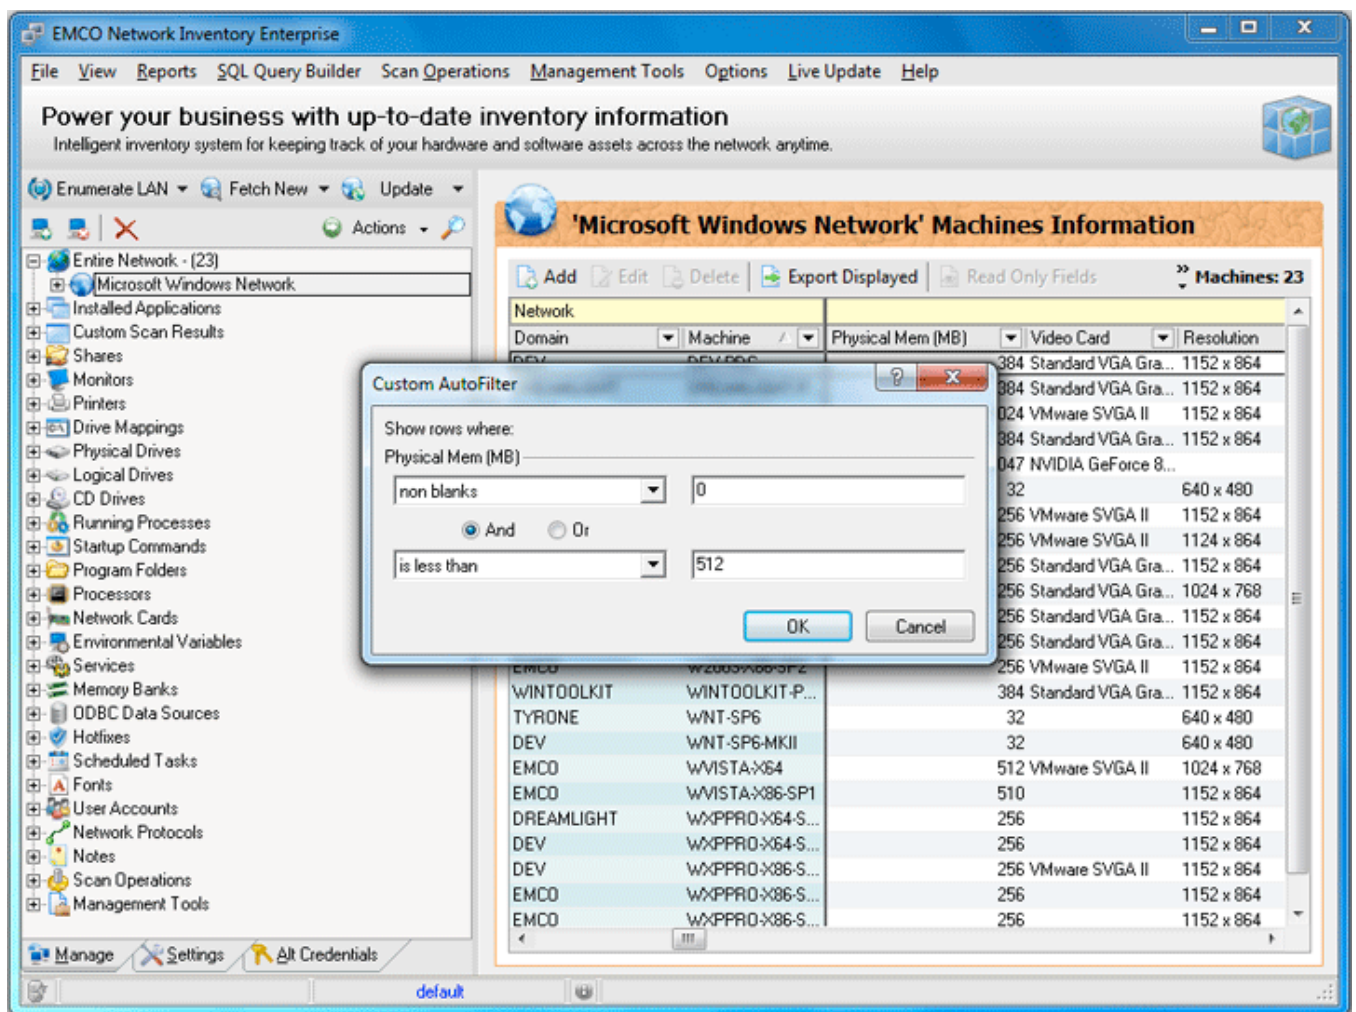 EMCO Network Inventory Enterprise
File View Reports SQL Query Builder Scan Operations Management Tools Options Live Update Help
Power your business with up-to-date inventory information
Intelligent inventory system for keeping track of your hardware and software assets across the network anytime.
Enumerate LAN Fetch New Update
Actions
Entire Network - (23)
Microsoft Windows Network
Installed Applications
Custom Scan Results
Shares
Monitors
Printers
Drive Mappings
Physical Drives
Logical Drives
CD Drives
Running Processes
Startup Commands
Program Folders
Processors
Network Cards
Environmental Variables
Services
Memory Banks
ODBC Data Sources
Hotfixes
Scheduled Tasks
Fonts
User Accounts
Network Protocols
Notes
Scan Operations
Management Tools
Manage Settings Alt Credentials
default
'Microsoft Windows Network' Machines Information
Add Edit Delete Export Displayed Read Only Fields Machines: 23
Network
Domain Machine Physical Mem (MB) Video Card Resolution
384 Standard VGA Gra... 1152 x 864
384 Standard VGA Gra... 1152 x 864
024 VMware SVGA II 1152 x 864
384 Standard VGA Gra... 1152 x 864
047 NVIDIA GeForce 8...
32 640 x 480
256 VMware SVGA II 1152 x 864
256 VMware SVGA II 1124 x 864
256 Standard VGA Gra... 1152 x 864
256 Standard VGA Gra... 1024 x 768
256 Standard VGA Gra... 1152 x 864
256 Standard VGA Gra... 1152 x 864
EMCO W2003-X86-SP2 256 VMware SVGA II 1152 x 864
WINTOOLKIT WINTOOLKIT-P... 384 Standard VGA Gra... 1152 x 864
TYRONE WNT-SP6 32 640 x 480
DEV WNT-SP6-MKII 32 640 x 480
EMCO WVISTA-X64 512 VMware SVGA II 1024 x 768
EMCO WVISTA-X86-SP1 510 1152 x 864
DREAMLIGHT WXPPRO-X64-S... 256 1152 x 864
DEV WXPPRO-X64-S... 256 1152 x 864
DEV WXPPRO-X86-S... 256 VMware SVGA II 1152 x 864
EMCO WXPPRO-X86-S... 256 1152 x 864
EMCO WXPPRO-X86-S... 256 1152 x 864
Custom AutoFilter
Show rows where:
Physical Mem (MB)
non blanks 0
And Or
is less than 512
OK Cancel